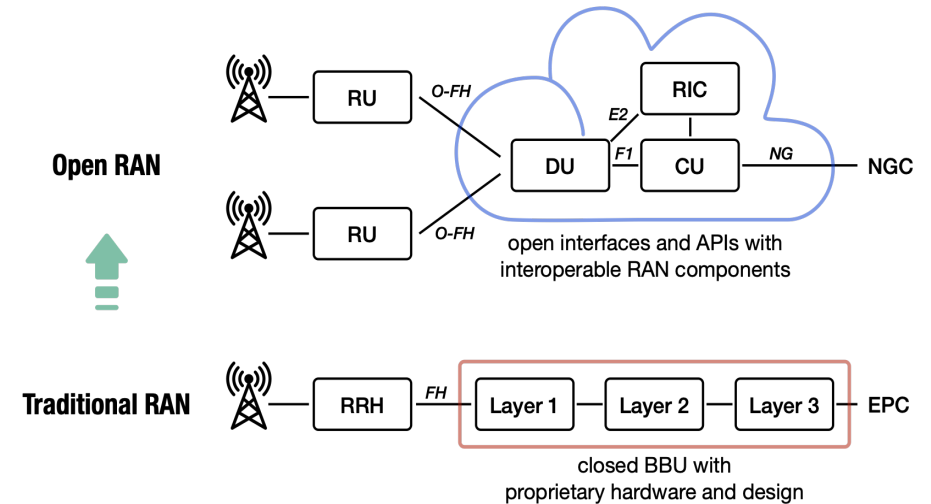 Open RAN
RU
O-FH
RU
O-FH
DU
E2
F1
RIC
CU
NG
NGC
open interfaces and APIs with
interoperable RAN components
Traditional RAN
RRH
FH
Layer 1
Layer 2
Layer 3
EPC
closed BBU with
proprietary hardware and design